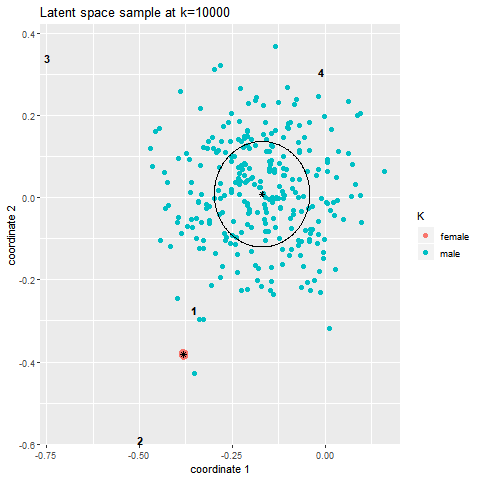 Latent space sample at k=10000
0.4
0.2
0.0
-0.2
-0.4
-0.6
coordinate 2
3
4
1
2
-0.75
-0.50
-0.25
0.00
coordinate 1
K
female
male